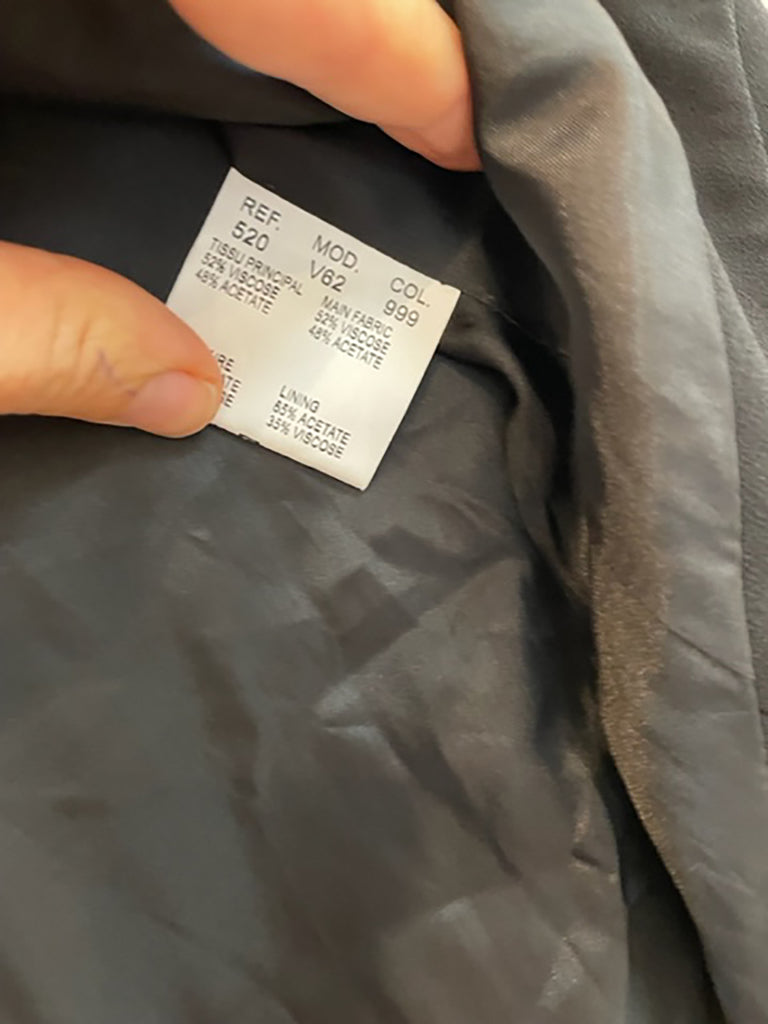 REF. MOD. COL.
520 V62 999
TISSU PRINCIPAL
52% VISCOSE
48% ACETATE
MAIN FABRIC
52% VISCOSE
48% ACETATE
LINING
65% ACETATE
35% VISCOSE